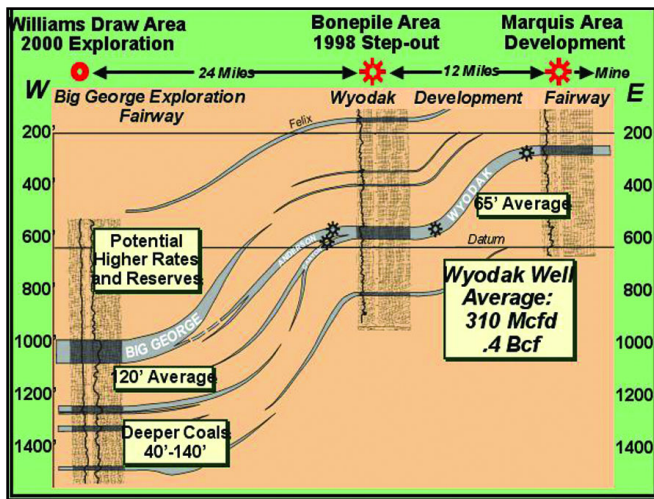 Williams Draw Area
2000 Exploration
Bonepile Area
1998 Step-out
Marquis Area
Development
24 Miles
12 Miles
Mine
W
Big George Exploration
Fairway
Wyodak
Development
Fairway
E
Felix
200'
400'
600'
800'
1000'
1200'
1400'
200
400
600
800
1000
1200
1400
Potential
Higher Rates
and Reserves
BIG GEORGE
ANDERSON
WYODAK
65' Average
Datum
Wyodak Well
Average:
310 Mcfd
.4 Bcf
120' Average
Deeper Coals
40'-140'